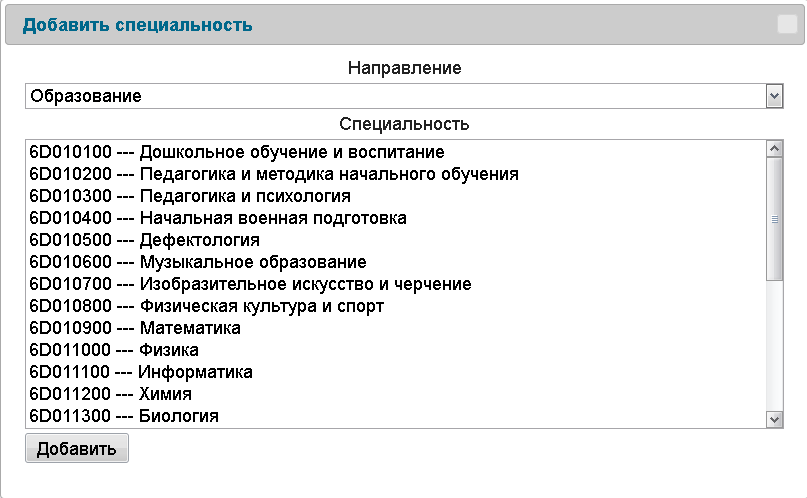 Добавить специальность
Направление
Образование
Специальность
6D010100 --- Дошкольное обучение и воспитание
6D010200 --- Педагогика и методика начального обучения
6D010300 --- Педагогика и психология
6D010400 --- Начальная военная подготовка
6D010500 --- Дефектология
6D010600 --- Музыкальное образование
6D010700 --- Изобразительное искусство и черчение
6D010800 --- Физическая культура и спорт
6D010900 --- Математика
6D011000 --- Физика
6D011100 --- Информатика
6D011200 --- Химия
6D011300 --- Биология
Добавить